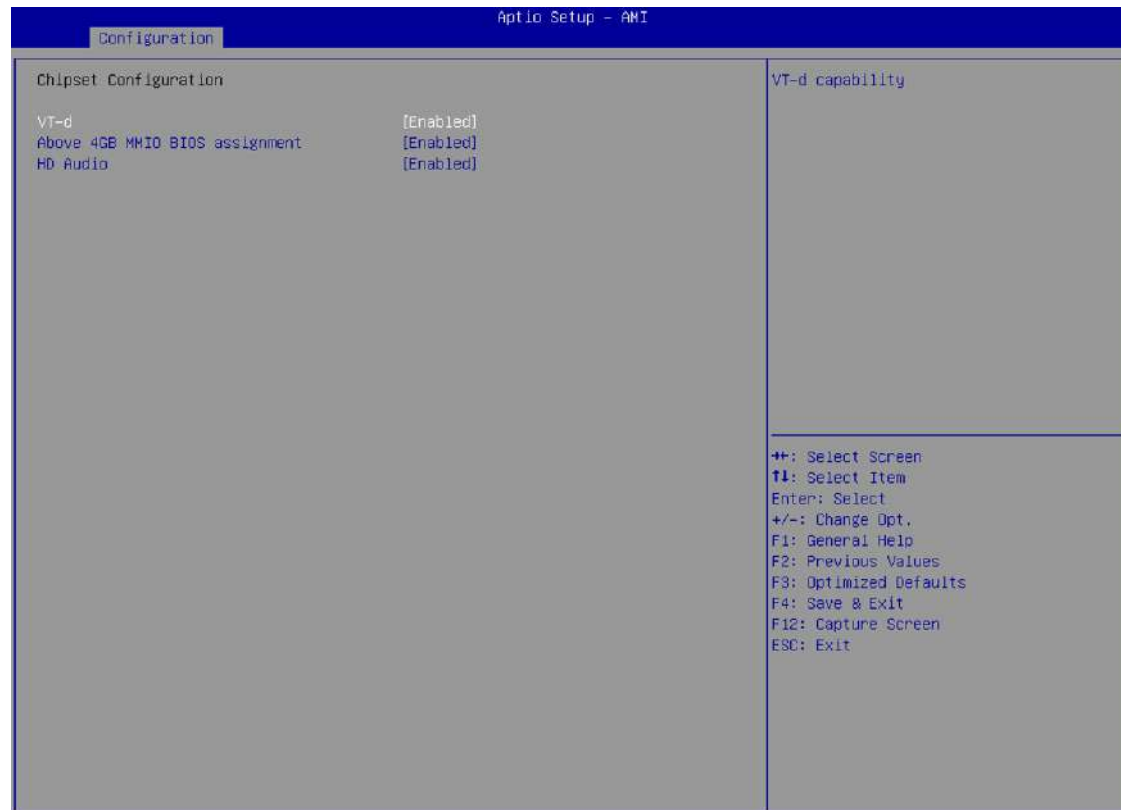 Aptio Setup – AMI
Configuration
Chipset Configuration
VT-d [Enabled]
Above 4GB MMIO BIOS assignment [Enabled]
HD Audio [Enabled]
VT-d capability
→←: Select Screen
↑↓: Select Item
Enter: Select
+/-: Change Opt.
F1: General Help
F2: Previous Values
F3: Optimized Defaults
F4: Save & Exit
F12: Capture Screen
ESC: Exit